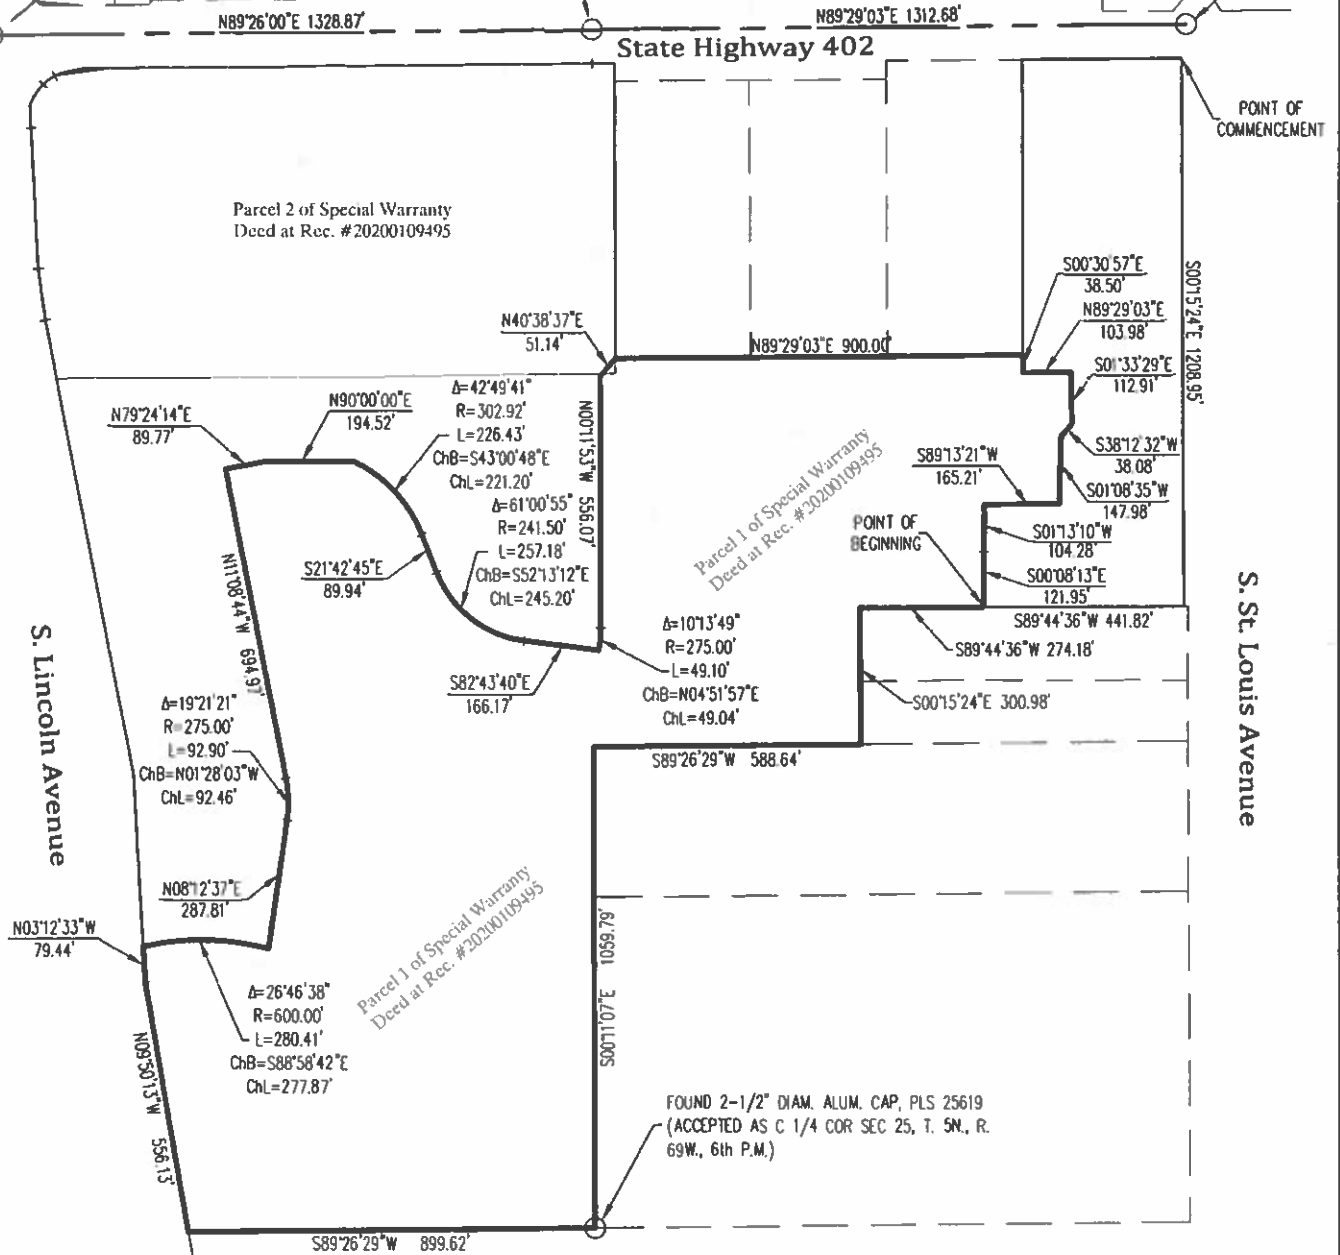 N89°26'00"E 1328.87'
N89°29'03"E 1312.68'
State Highway 402
POINT OF
COMMENCEMENT
Parcel 2 of Special Warranty
Deed at Rec. #20200109495
S00°15'24"E 1208.95'
S00°30'57"E
38.50'
N89°29'03"E
103.98'
N40°38'37"E
51.14'
N89°29'03"E 900.00'
S01°33'29"E
112.91'
Δ=42°49'41"
R=302.92'
L=226.43'
ChB=S43°00'48"E
ChL=221.20'
N90°00'00"E
194.52'
N79°24'14"E
89.77'
N00°11'53"W 556.07'
S38°12'32"W
38.08'
S89°13'21"W
165.21'
S01°08'35"W
147.98'
Parcel 1 of Special Warranty
Deed at Rec. #20200109495
Δ=61°00'55"
R=241.50'
L=257.18'
ChB=S52°13'12"E
ChL=245.20'
POINT OF
BEGINNING
S01°13'10"W
104.28'
S21°42'45"E
89.94'
S00°08'13"E
121.95'
N11°08'44"W 694.97'
S. Lincoln Avenue
S. St. Louis Avenue
S89°44'36"W 441.82'
Δ=10°13'49"
R=275.00'
L=49.10'
ChB=N04°51'57"E
ChL=49.04'
S89°44'36"W 274.18'
S82°43'40"E
166.17'
S00°15'24"E 300.98'
Δ=19°21'21"
R=275.00'
L=92.90'
ChB=N01°28'03"W
ChL=92.46'
S89°26'29"W 588.64'
N08°12'37"E
287.81'
N03°12'33"W
79.44'
Parcel 1 of Special Warranty
Deed at Rec. #20200109495
S00°11'07"E 1059.79'
Δ=26°46'38"
R=600.00'
L=280.41'
ChB=S88°58'42"E
ChL=277.87'
N09°50'13"W 556.13'
FOUND 2-1/2" DIAM. ALUM. CAP, PLS 25619
(ACCEPTED AS C 1/4 COR SEC 25, T. 5N., R.
69W., 6th P.M.)
S89°26'29"W 899.62'